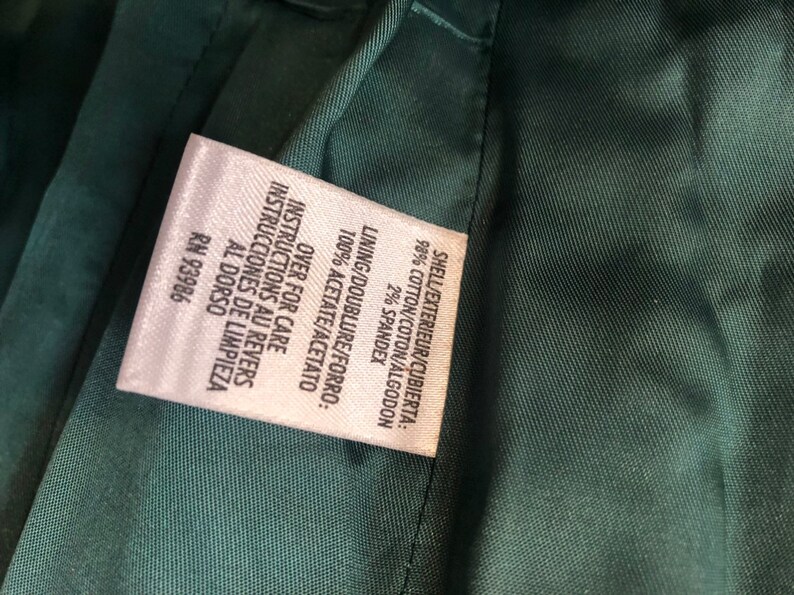 SHELL/EXTERIEUR/CUBIERTA:
98% COTTON/COTON/ALGODON
2% SPANDEX
LINING/DOUBLURE/FORRO:
100% ACETATE/ACETATO
OVER FOR CARE
INSTRUCTIONS AU REVERS
INSTRUCCIONES DE LIMPIEZA
AL DORSO
RN 93986